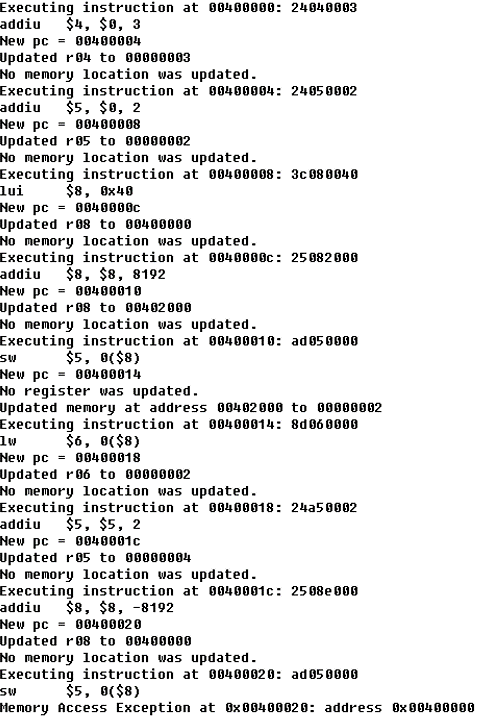 Executing instruction at 00400000: 24040003
addiu   $4, $0, 3
New pc = 00400004
Updated r04 to 00000003
No memory location was updated.
Executing instruction at 00400004: 24050002
addiu   $5, $0, 2
New pc = 00400008
Updated r05 to 00000002
No memory location was updated.
Executing instruction at 00400008: 3c080040
lui     $8, 0x40
New pc = 0040000c
Updated r08 to 00400000
No memory location was updated.
Executing instruction at 0040000c: 25082000
addiu   $8, $8, 8192
New pc = 00400010
Updated r08 to 00402000
No memory location was updated.
Executing instruction at 00400010: ad050000
sw      $5, 0($8)
New pc = 00400014
No register was updated.
Updated memory at address 00402000 to 00000002
Executing instruction at 00400014: 8d060000
lw      $6, 0($8)
New pc = 00400018
Updated r06 to 00000002
No memory location was updated.
Executing instruction at 00400018: 24a50002
addiu   $5, $5, 2
New pc = 0040001c
Updated r05 to 00000004
No memory location was updated.
Executing instruction at 0040001c: 2508e000
addiu   $8, $8, -8192
New pc = 00400020
Updated r08 to 00400000
No memory location was updated.
Executing instruction at 00400020: ad050000
sw      $5, 0($8)
Memory Access Exception at 0x00400020: address 0x00400000